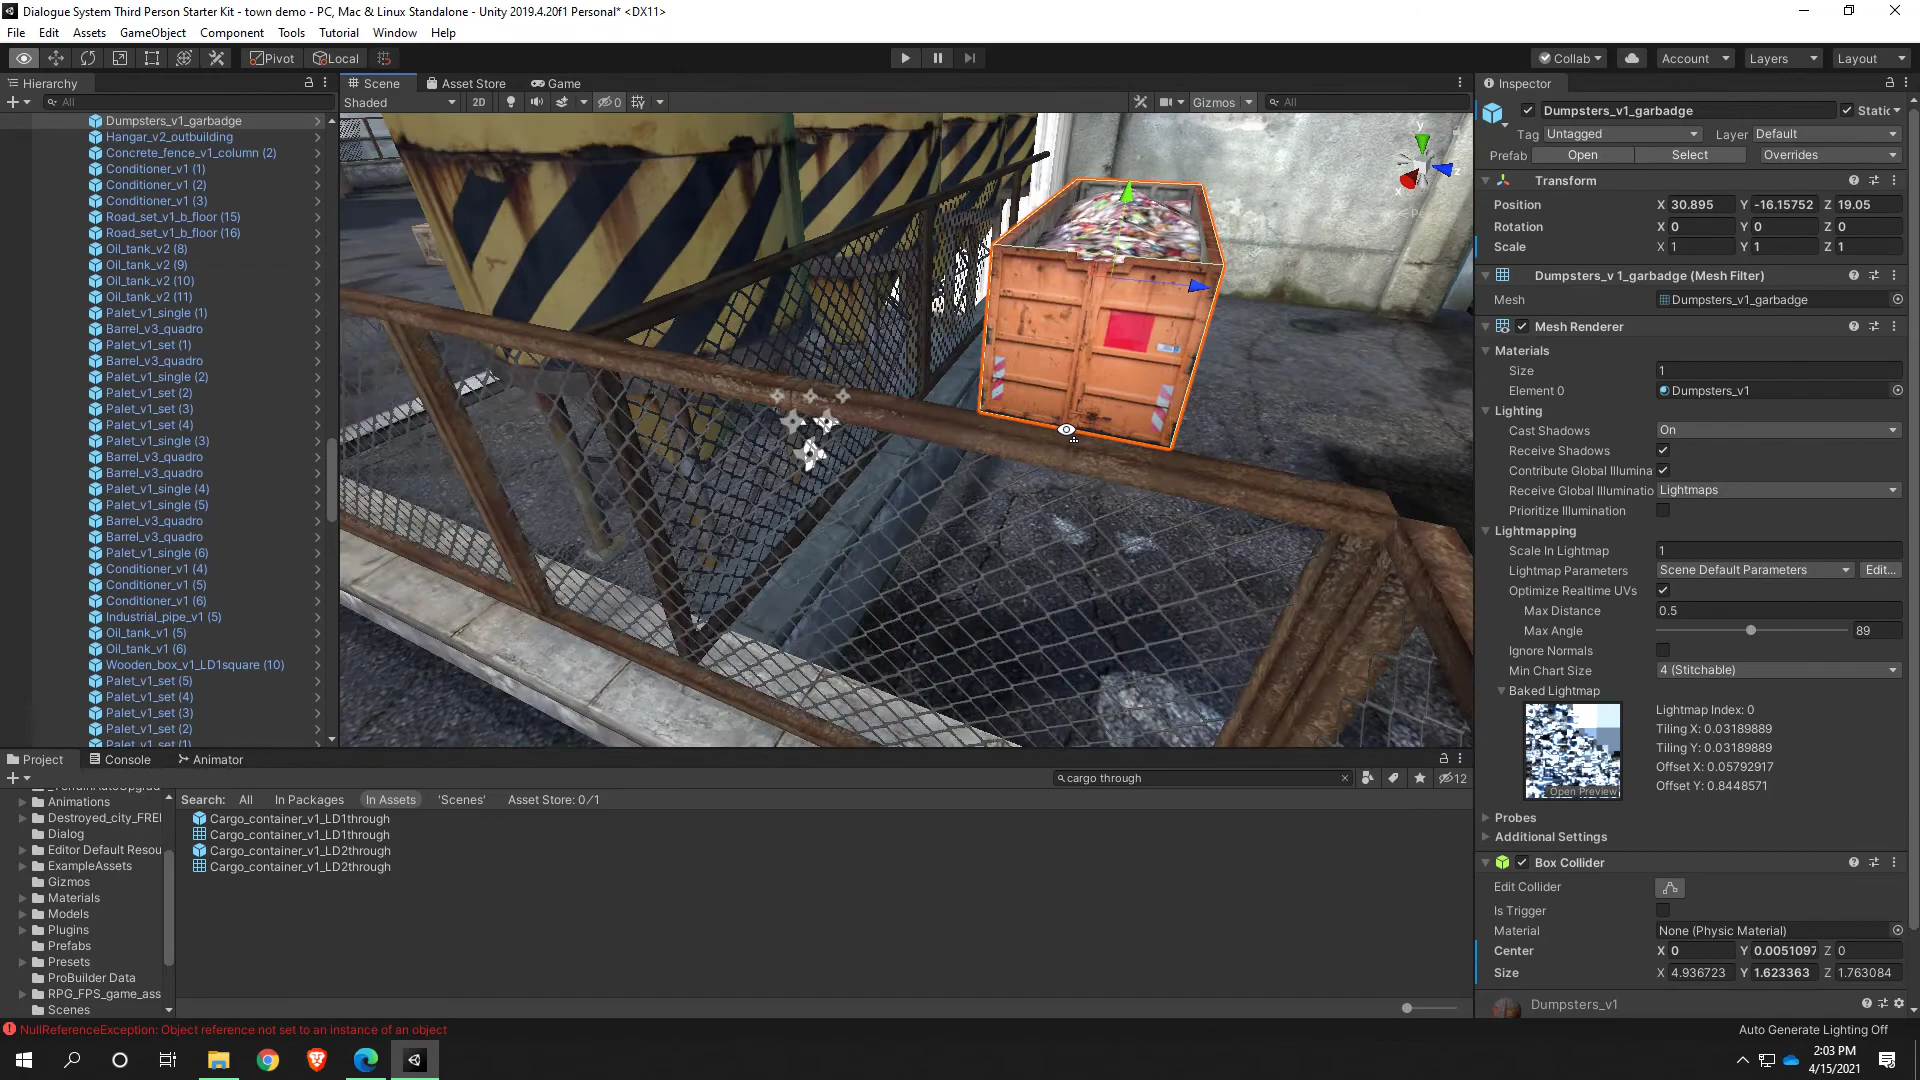 Dialogue System Third Person Starter Kit - town demo - PC, Mac & Linux Standalone - Unity 2019.4.20f1 Personal* <DX11>
File Edit Assets GameObject Component Tools Tutorial Window Help
Pivot Local Collab Account Layers Layout
Hierarchy
All
Dumpsters_v1_garbadge
Hangar_v2_outbuilding
Concrete_fence_v1_column (2)
Conditioner_v1 (1)
Conditioner_v1 (2)
Conditioner_v1 (3)
Road_set_v1_b_floor (15)
Road_set_v1_b_floor (16)
Oil_tank_v2 (8)
Oil_tank_v2 (9)
Oil_tank_v2 (10)
Oil_tank_v2 (11)
Palet_v1_single (1)
Barrel_v3_quadro
Palet_v1_set (1)
Barrel_v3_quadro
Palet_v1_single (2)
Palet_v1_set (2)
Palet_v1_set (3)
Palet_v1_set (4)
Palet_v1_single (3)
Barrel_v3_quadro
Barrel_v3_quadro
Palet_v1_single (4)
Palet_v1_single (5)
Barrel_v3_quadro
Barrel_v3_quadro
Palet_v1_single (6)
Conditioner_v1 (4)
Conditioner_v1 (5)
Conditioner_v1 (6)
Industrial_pipe_v1 (5)
Oil_tank_v1 (5)
Oil_tank_v1 (6)
Wooden_box_v1_LD1square (10)
Palet_v1_set (5)
Palet_v1_set (4)
Palet_v1_set (3)
Palet_v1_set (2)
Palet_v1_set (1)
Scene Asset Store Game
Shaded 2D 0 Gizmos All
y
x
z
Inspector
Dumpsters_v1_garbadge Static
Tag Untagged Layer Default
Prefab Open Select Overrides
Transform
Position X 30.895 Y -16.15752 Z 19.05
Rotation X 0 Y 0 Z 0
Scale X 1 Y 1 Z 1
Dumpsters_v 1_garbadge (Mesh Filter)
Mesh Dumpsters_v1_garbadge
Mesh Renderer
Materials
Size 1
Element 0 Dumpsters_v1
Lighting
Cast Shadows On
Receive Shadows
Contribute Global Illumina
Receive Global Illuminatio Lightmaps
Prioritize Illumination
Lightmapping
Scale In Lightmap 1
Lightmap Parameters Scene Default Parameters Edit...
Optimize Realtime UVs
Max Distance 0.5
Max Angle 89
Ignore Normals
Min Chart Size 4 (Stitchable)
Baked Lightmap
Open Preview
Lightmap Index: 0
Tiling X: 0.03189889
Tiling Y: 0.03189889
Offset X: 0.05792917
Offset Y: 0.8448571
Probes
Additional Settings
Box Collider
Edit Collider
Is Trigger
Material None (Physic Material)
Center X 0 Y 0.0051097 Z 0
Size X 4.936723 Y 1.623363 Z 1.763084
Dumpsters_v1
Project Console Animator
cargo through 12
Animations
Destroyed_city_FREI
Dialog
Editor Default Resou
ExampleAssets
Gizmos
Materials
Models
Plugins
Prefabs
Presets
ProBuilder Data
RPG_FPS_game_ass
Scenes
Search: All In Packages In Assets 'Scenes' Asset Store: 0/1
Cargo_container_v1_LD1through
Cargo_container_v1_LD1through
Cargo_container_v1_LD2through
Cargo_container_v1_LD2through
NullReferenceException: Object reference not set to an instance of an object
Auto Generate Lighting Off
2:03 PM
4/15/2021